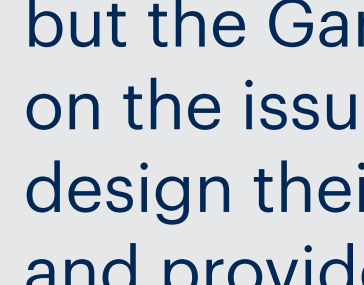 but the Gar
on the issu
design thei
and provid